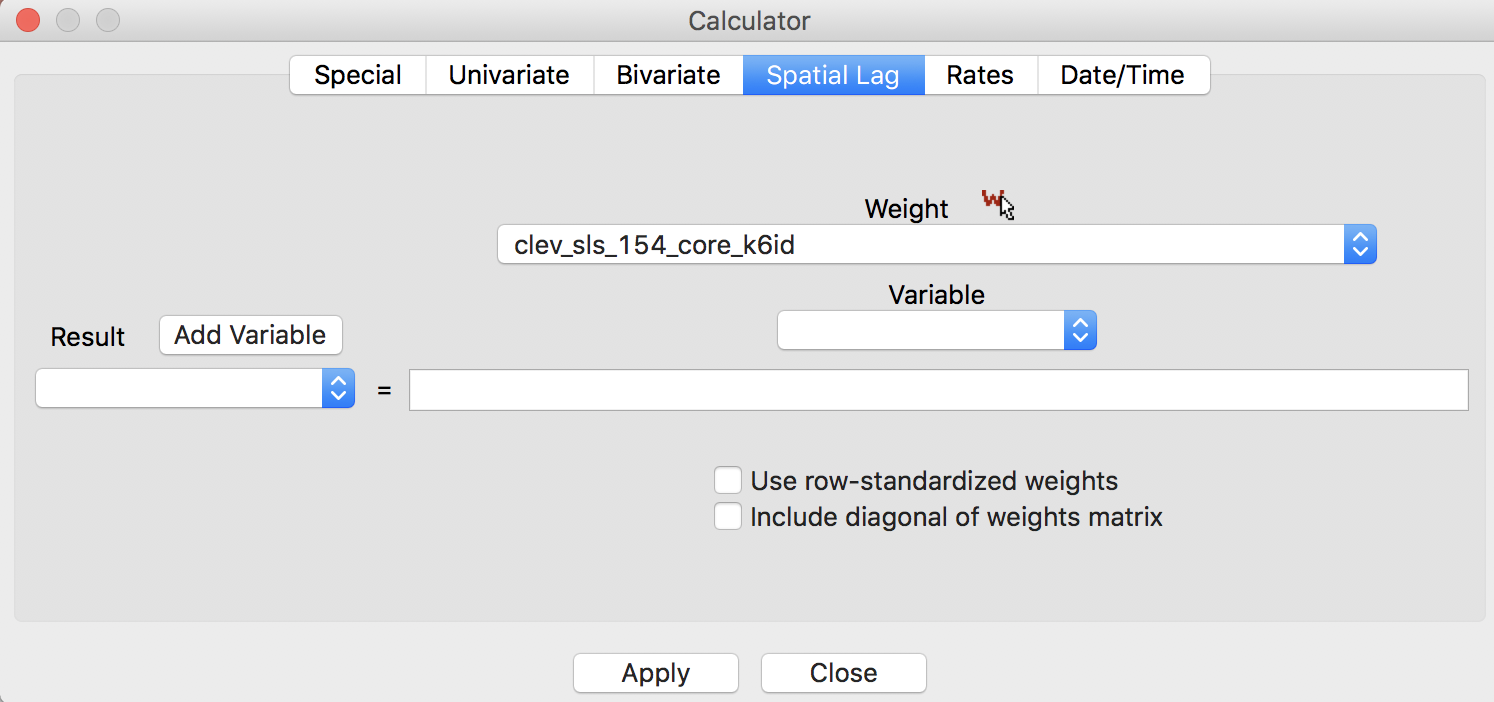 Calculator
Special Univariate Bivariate Spatial Lag Rates Date/Time
Weight W
clev_sls_154_core_k6id
Variable
Result Add Variable
=
Use row-standardized weights
Include diagonal of weights matrix
Apply Close